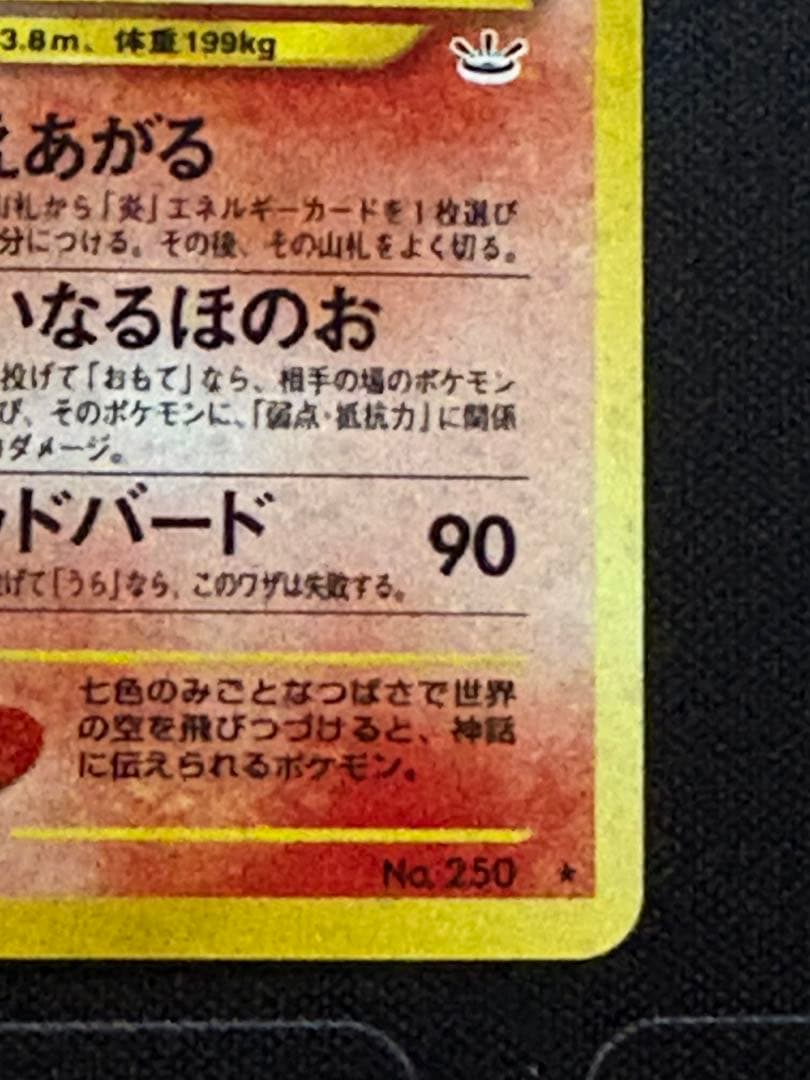 3.8m、体重199kg
えあがる
山札から「炎」エネルギーカードを1枚選び
分につける。その後、その山札をよく切る。
いなるほのお
投げて「おもて」なら、相手の場のポケモン
び、そのポケモンに、「弱点・抵抗力」に関係
ダメージ。
ッドバード 90
投げて「うら」なら、このワザは失敗する。
七色のみごとなつばさで世界
の空を飛びつづけると、神話
に伝えられるポケモン。
No. 250 ★